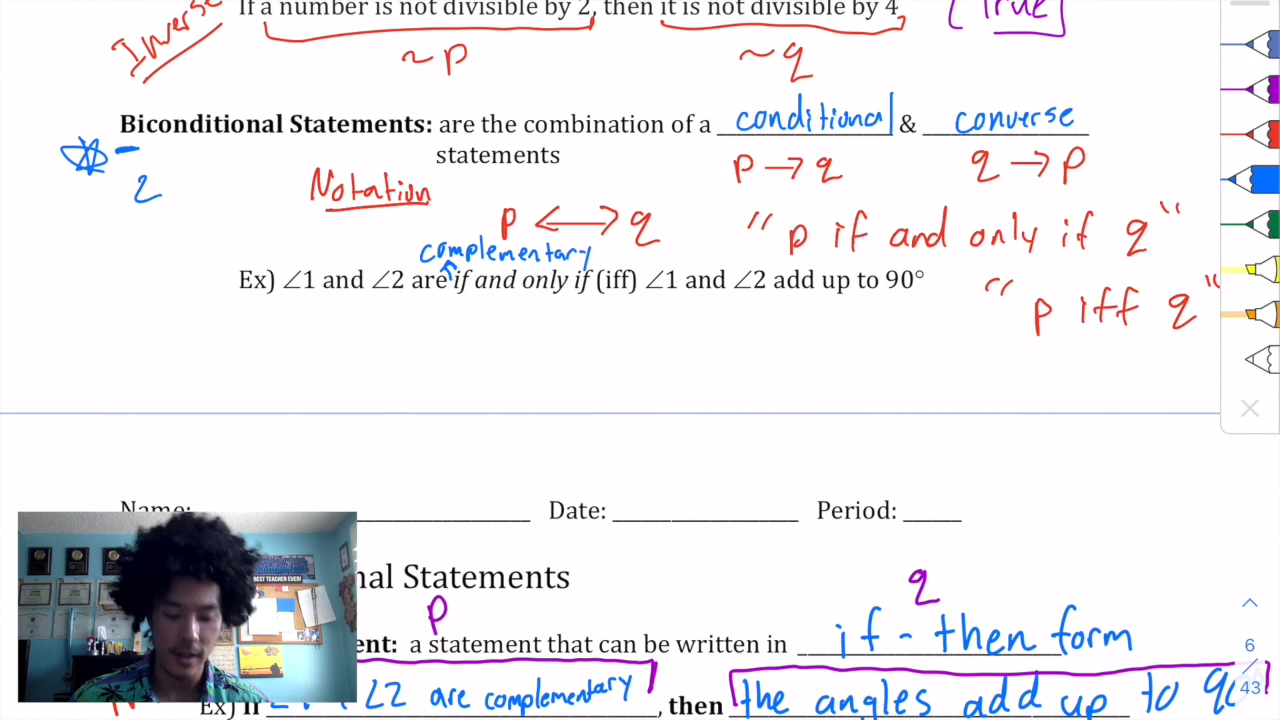 Inverse If a number is not divisible by 2, then it is not divisible by 4 True
~p ~q
Biconditional Statements: are the combination of a conditional & converse
statements p → q q → p
2 Notation
p ↔ q "p if and only if q"
complementary
Ex) ∠1 and ∠2 are if and only if (iff) ∠1 and ∠2 add up to 90°
"p iff q"
Name: Date: Period:
BEST TEACHER EVER!
nal Statements
p q
ent: a statement that can be written in if - then form
6
Ex) If ∠2 are complementary, then the angles add up to 90
43